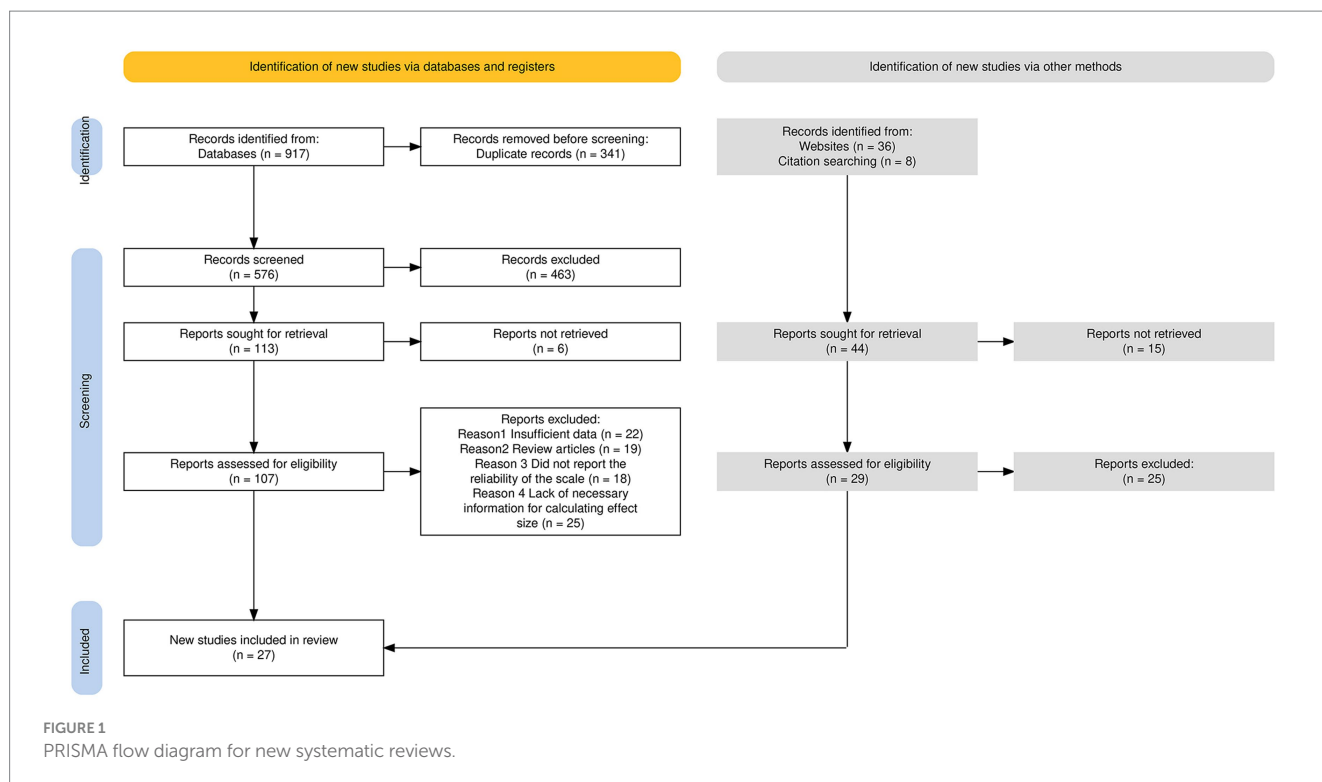 Identification of new studies via databases and registers
Identification of new studies via other methods
Identification
Records identified from:
Databases (n = 917)
Records removed before screening:
Duplicate records (n = 341)
Records identified from:
Websites (n = 36)
Citation searching (n = 8)
Screening
Records screened
(n = 576)
Records excluded
(n = 463)
Reports sought for retrieval
(n = 113)
Reports not retrieved
(n = 6)
Reports sought for retrieval
(n = 44)
Reports not retrieved
(n = 15)
Reports assessed for eligibility
(n = 107)
Reports excluded:
Reason1 Insufficient data (n = 22)
Reason2 Review articles (n = 19)
Reason 3 Did not report the
reliability of the scale (n = 18)
Reason 4 Lack of necessary
information for calculating effect
size (n = 25)
Reports assessed for eligibility
(n = 29)
Reports excluded:
(n = 25)
Included
New studies included in review
(n = 27)
FIGURE 1
PRISMA flow diagram for new systematic reviews.